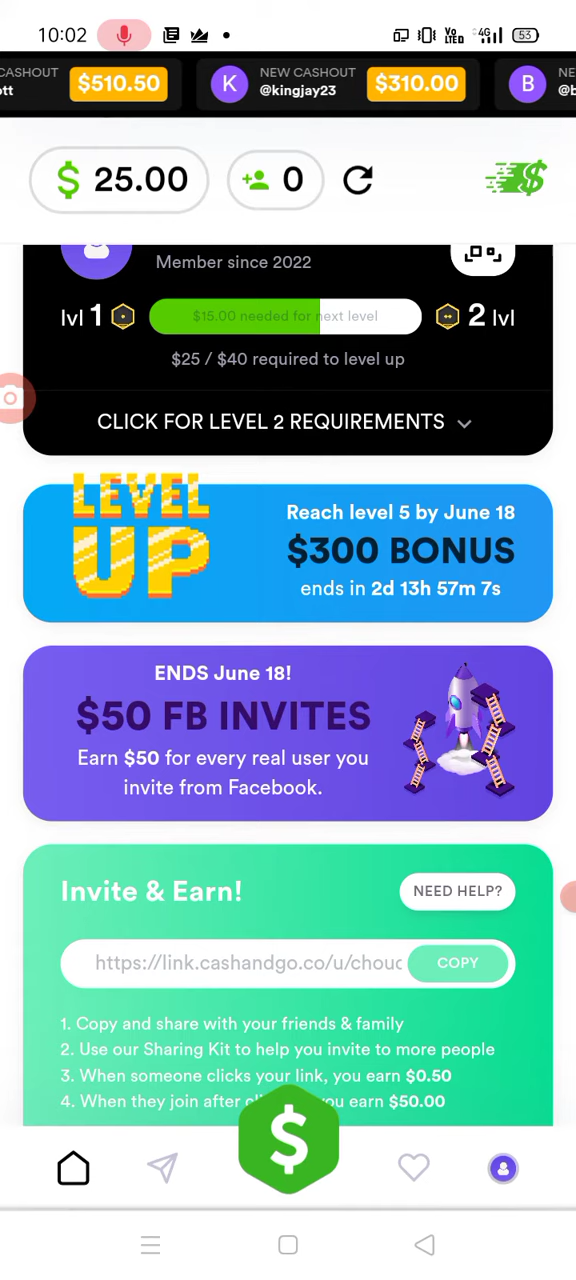 10:02
VoLTED 4G 53
CASHOUT
$510.50
K
NEW CASHOUT
@kingjay23
$310.00
B
$ 25.00
0
Member since 2022
lvl 1
$15.00 needed for next level
2 lvl
$25 / $40 required to level up
CLICK FOR LEVEL 2 REQUIREMENTS
LEVEL UP
Reach level 5 by June 18
$300 BONUS
ends in 2d 13h 57m 7s
ENDS June 18!
$50 FB INVITES
Earn $50 for every real user you
invite from Facebook.
Invite & Earn!
NEED HELP?
https://link.cashandgo.co/u/chouc
COPY
1. Copy and share with your friends & family
2. Use our Sharing Kit to help you invite to more people
3. When someone clicks your link, you earn $0.50
4. When they join after you earn $50.00
$